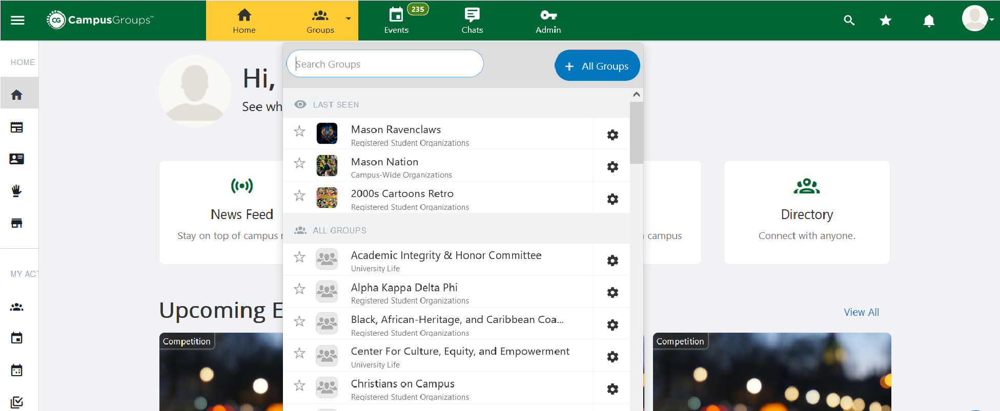 CG CampusGroups™
Home
Groups
Events
235
Chats
Admin
HOME
MY ACT
Hi,
See wh
Search Groups
+ All Groups
LAST SEEN
Mason Ravenclaws
Registered Student Organizations
Mason Nation
Campus-Wide Organizations
2000s Cartoons Retro
Registered Student Organizations
ALL GROUPS
Academic Integrity & Honor Committee
University Life
Alpha Kappa Delta Phi
Registered Student Organizations
Black, African-Heritage, and Caribbean Coa...
Registered Student Organizations
Center For Culture, Equity, and Empowerment
University Life
Christians on Campus
Registered Student Organizations
News Feed
Stay on top of campus
campus
Directory
Connect with anyone.
Upcoming E
View All
Competition
Competition